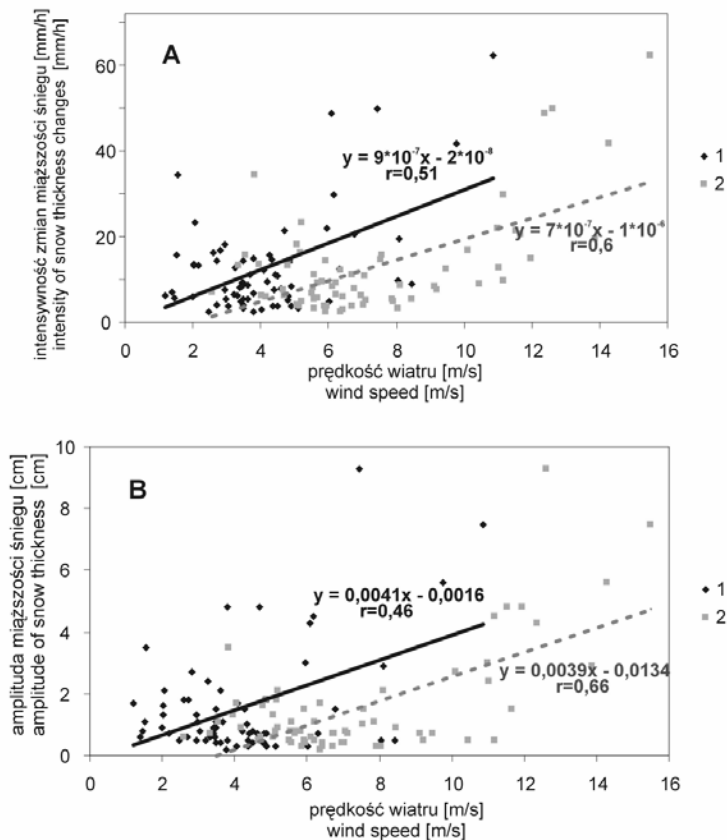 intensywność zmian miąższości śniegu [mm/h]
intensity of snow thickness changes [mm/h]
60
40
20
0
A
y = 9*10⁻⁷x - 2*10⁻⁸
r=0,51
y = 7*10⁻⁷x - 1*10⁻⁶
r=0,6
1
2
0 2 4 6 8 10 12 14 16
prędkość wiatru [m/s]
wind speed [m/s]
amplituda miąższości śniegu [cm]
amplitude of snow thickness [cm]
10
8
6
4
2
0
B
y = 0,0041x - 0,0016
r=0,46
y = 0,0039x - 0,0134
r=0,66
1
2
0 2 4 6 8 10 12 14 16
prędkość wiatru [m/s]
wind speed [m/s]